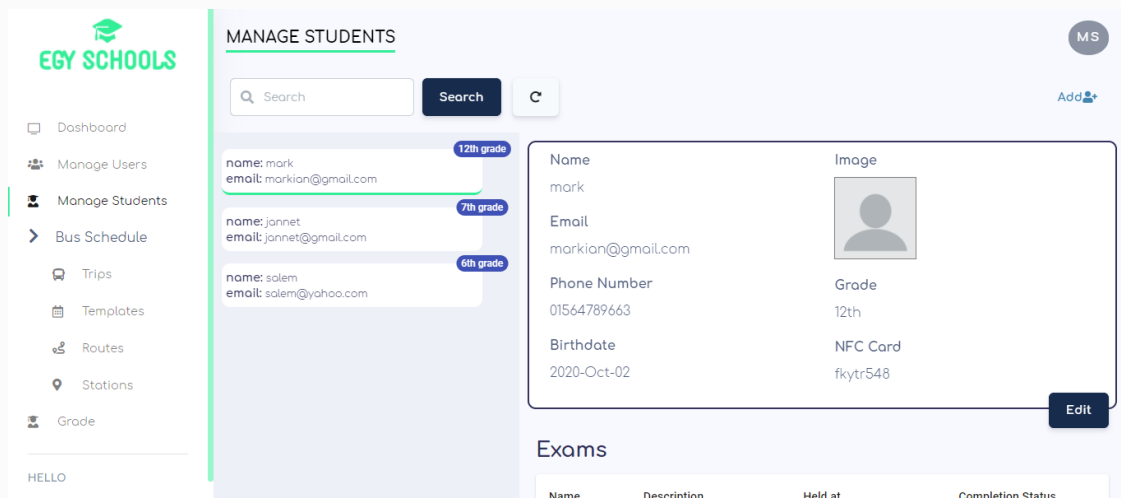 EGY SCHOOLS
Dashboard
Manage Users
Manage Students
Bus Schedule
Trips
Templates
Routes
Stations
Grade
HELLO
MANAGE STUDENTS
MS
Search
Search
Add
12th grade
name: mark
email: markian@gmail.com
7th grade
name: jannet
email: jannet@gmail.com
6th grade
name: salem
email: salem@yahoo.com
Name
mark
Email
markian@gmail.com
Phone Number
01564789663
Birthdate
2020-Oct-02
Image
Grade
12th
NFC Card
fkytr548
Edit
Exams
Name Description Held at Completion Status